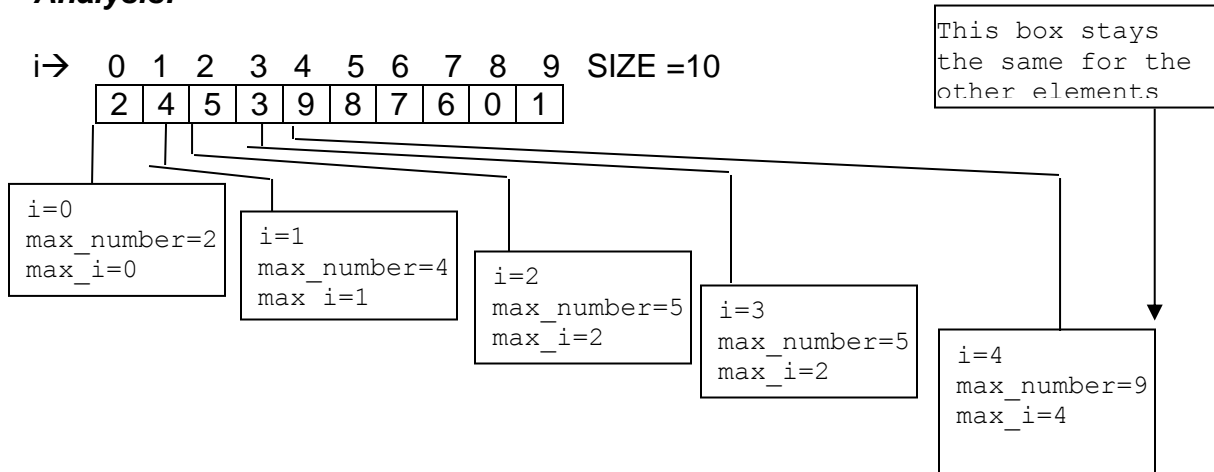 Analysis:
This box stays
the same for the
other elements
i→ 0 1 2 3 4 5 6 7 8 9 SIZE =10
2 4 5 3 9 8 7 6 0 1
i=0
max_number=2
max_i=0
i=1
max_number=4
max i=1
i=2
max_number=5
max_i=2
i=3
max_number=5
max_i=2
i=4
max_number=9
max_i=4